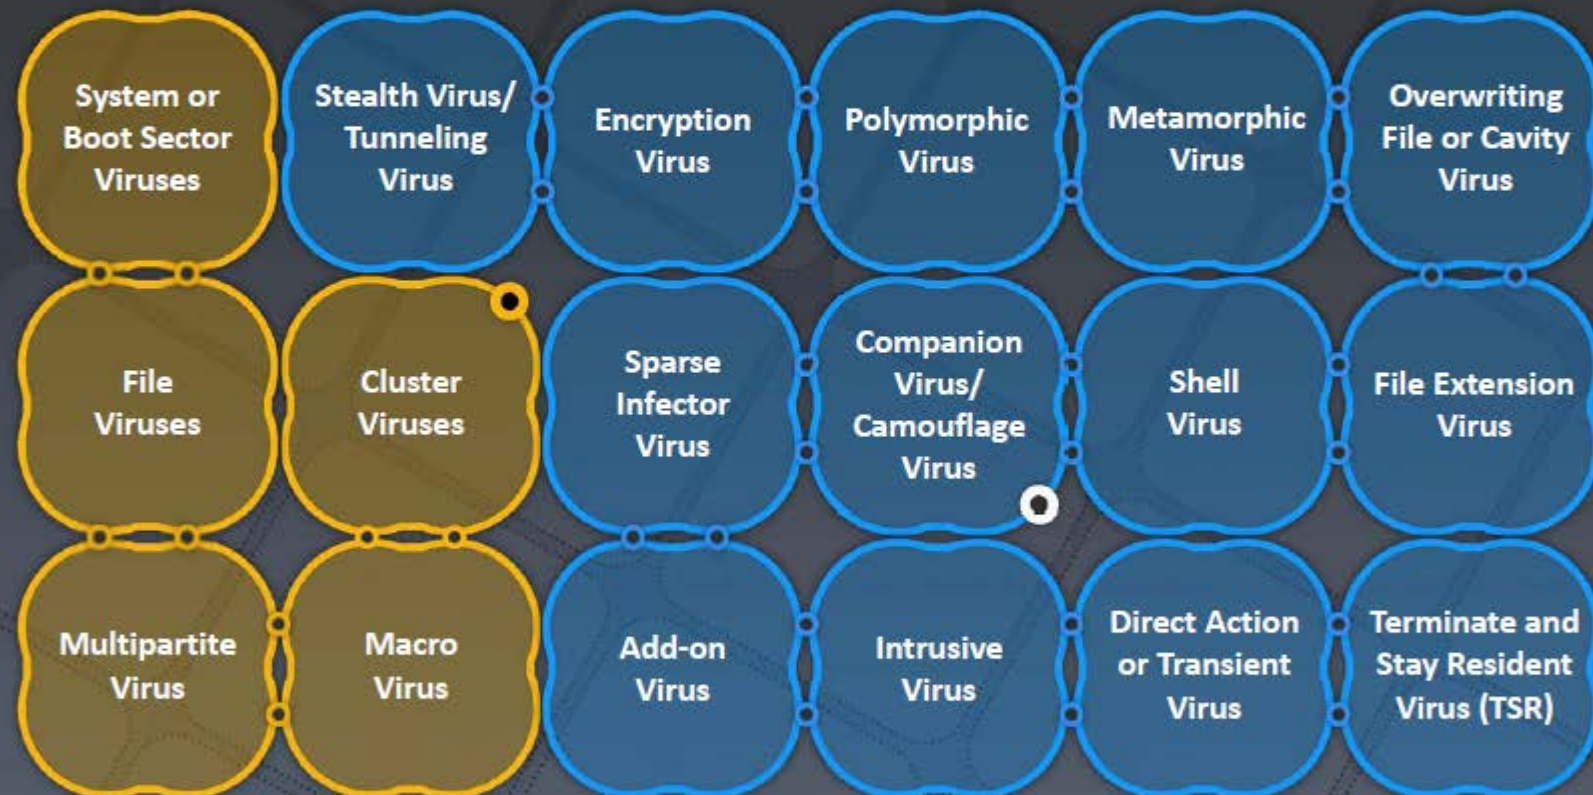 System or
Boot Sector
Viruses
Stealth Virus/
Tunneling
Virus
Encryption
Virus
Polymorphic
Virus
Metamorphic
Virus
Overwriting
File or Cavity
Virus
File
Viruses
Cluster
Viruses
Sparse
Infector
Virus
Companion
Virus/
Camouflage
Virus
Shell
Virus
File Extension
Virus
Multipartite
Virus
Macro
Virus
Add-on
Virus
Intrusive
Virus
Direct Action
or Transient
Virus
Terminate and
Stay Resident
Virus (TSR)